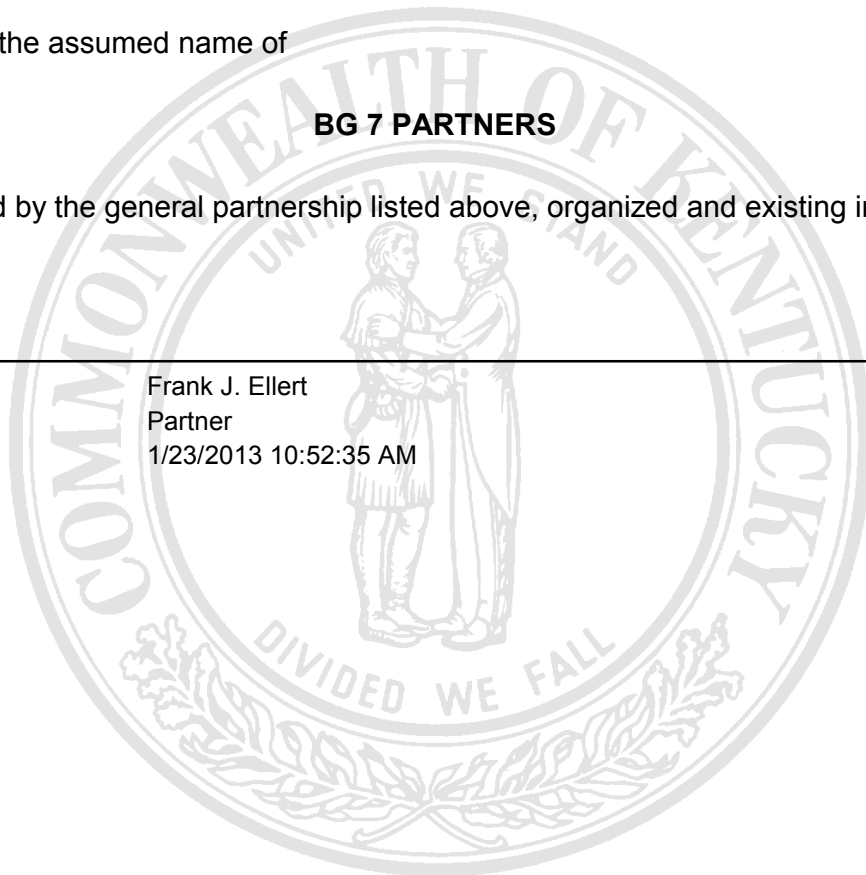 the assumed name of
BG 7 PARTNERS
by the general partnership listed above, organized and existing
Frank J. Ellert
Partner
1/23/2013 10:52:35 AM
COMMONWEALTH OF KENTUCKY
UNITED WE STAND
DIVIDED WE FALL